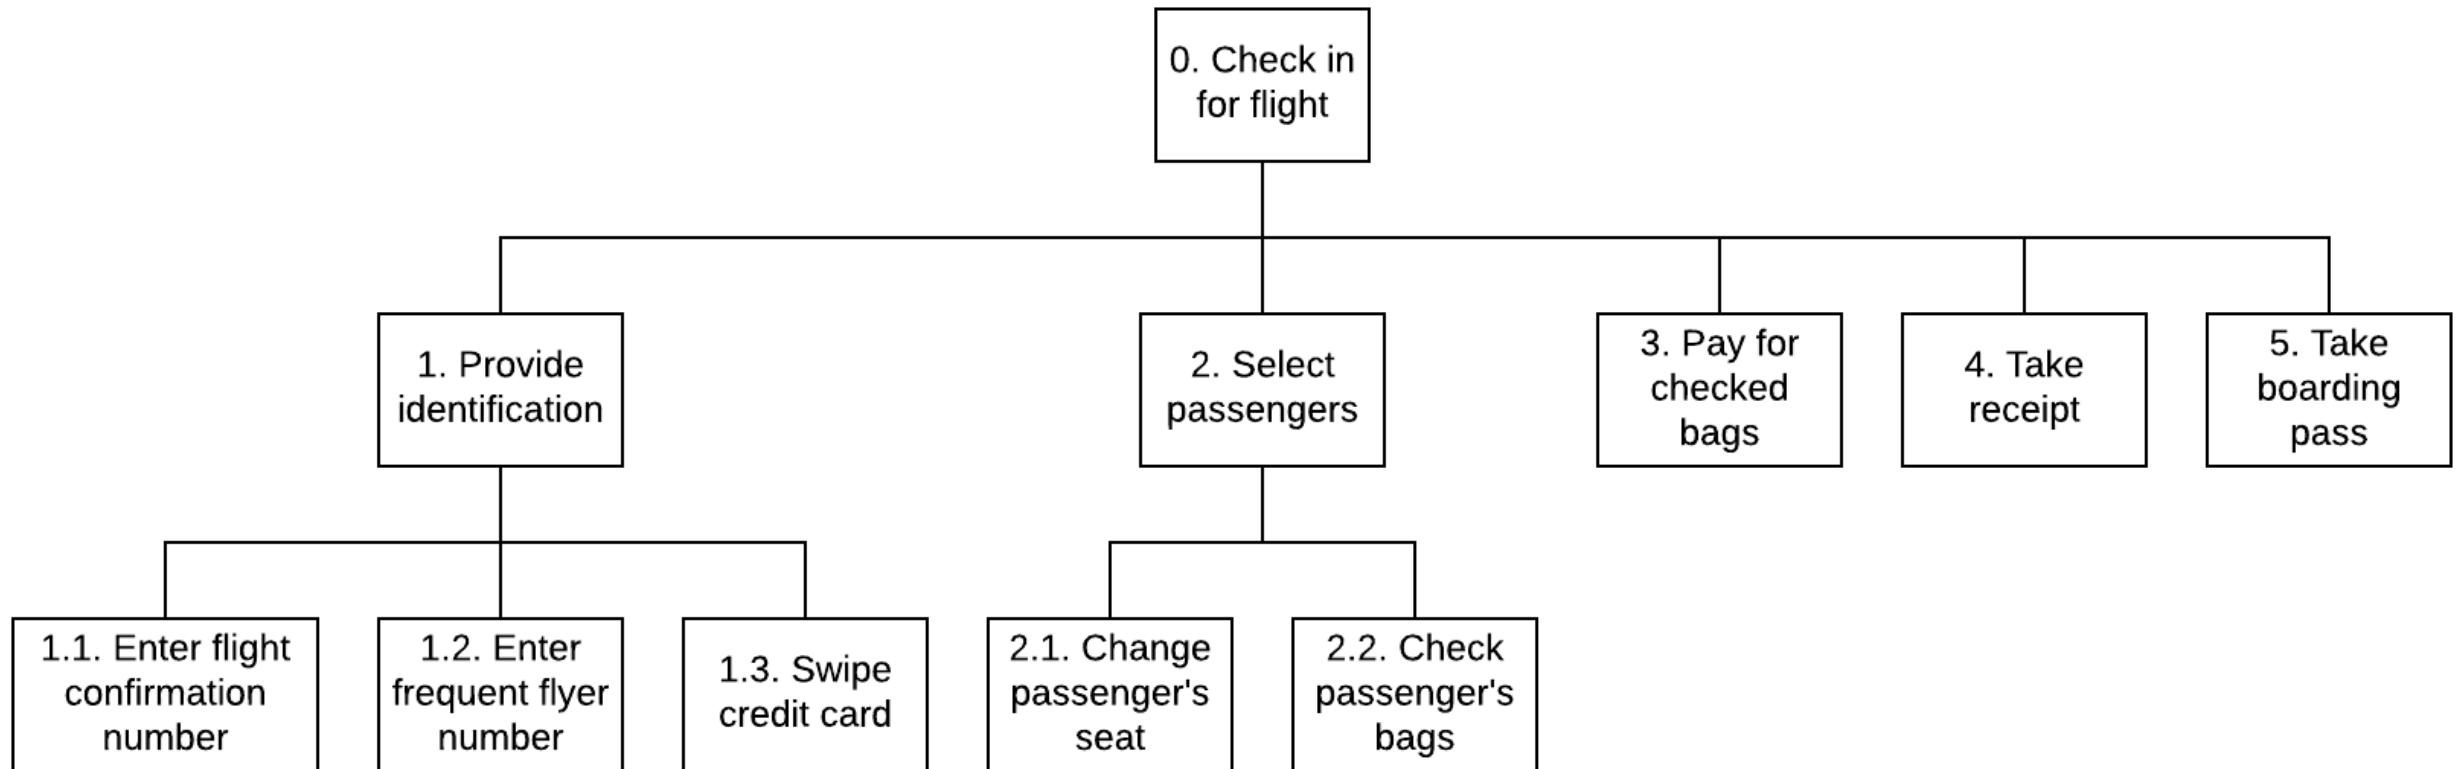 0. Check in
for flight
1. Provide
identification
2. Select
passengers
3. Pay for
checked
bags
4. Take
receipt
5. Take
boarding
pass
1.1. Enter flight
confirmation
number
1.2. Enter
frequent flyer
number
1.3. Swipe
credit card
2.1. Change
passenger's
seat
2.2. Check
passenger's
bags